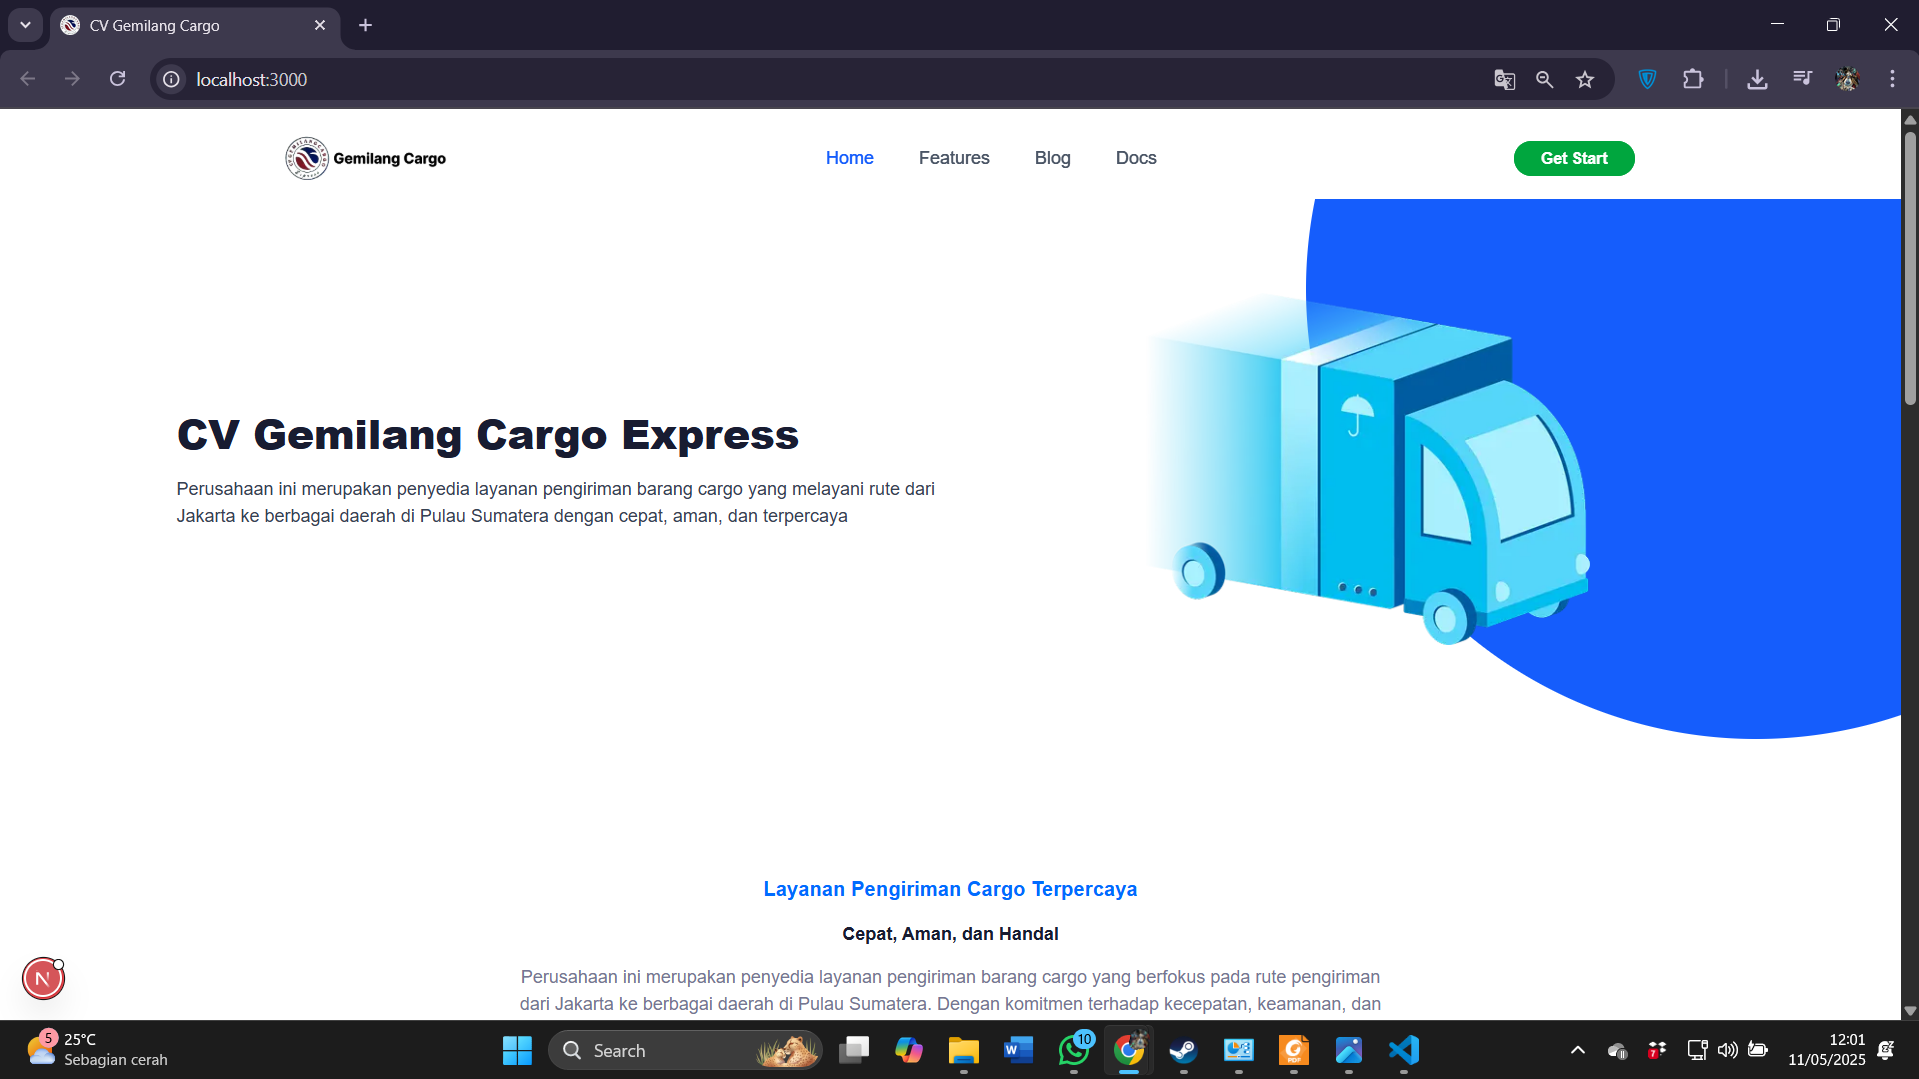 CV Gemilang Cargo
localhost:3000
Gemilang Cargo
Home
Features
Blog
Docs
Get Start
CV Gemilang Cargo Express
Perusahaan ini merupakan penyedia layanan pengiriman barang cargo yang melayani rute dari
Jakarta ke berbagai daerah di Pulau Sumatera dengan cepat, aman, dan terpercaya
Layanan Pengiriman Cargo Terpercaya
Cepat, Aman, dan Handal
Perusahaan ini merupakan penyedia layanan pengiriman barang cargo yang berfokus pada rute pengiriman
dari Jakarta ke berbagai daerah di Pulau Sumatera. Dengan komitmen terhadap kecepatan, keamanan, dan
N
5
25°C
Sebagian cerah
Search
W
10
PDF
7
12:01
11/05/2025